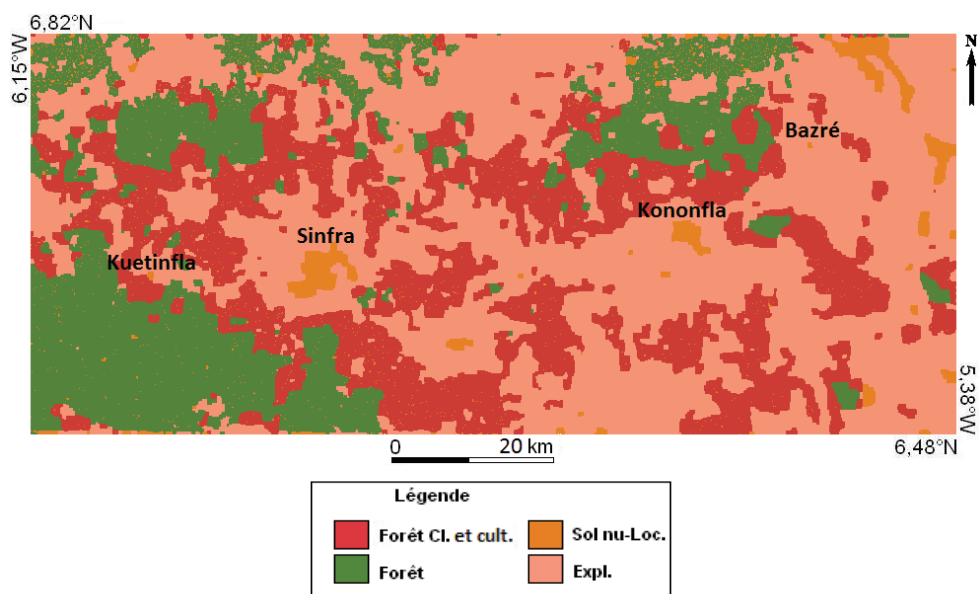 6,82°N
6,15°W
N
Bazré
Kononfla
Sinfra
Kuetinfla
5,38°W
0 20 km
6,48°N
Légende
Forêt Cl. et cult.
Sol nu-Loc.
Forêt
Expl.